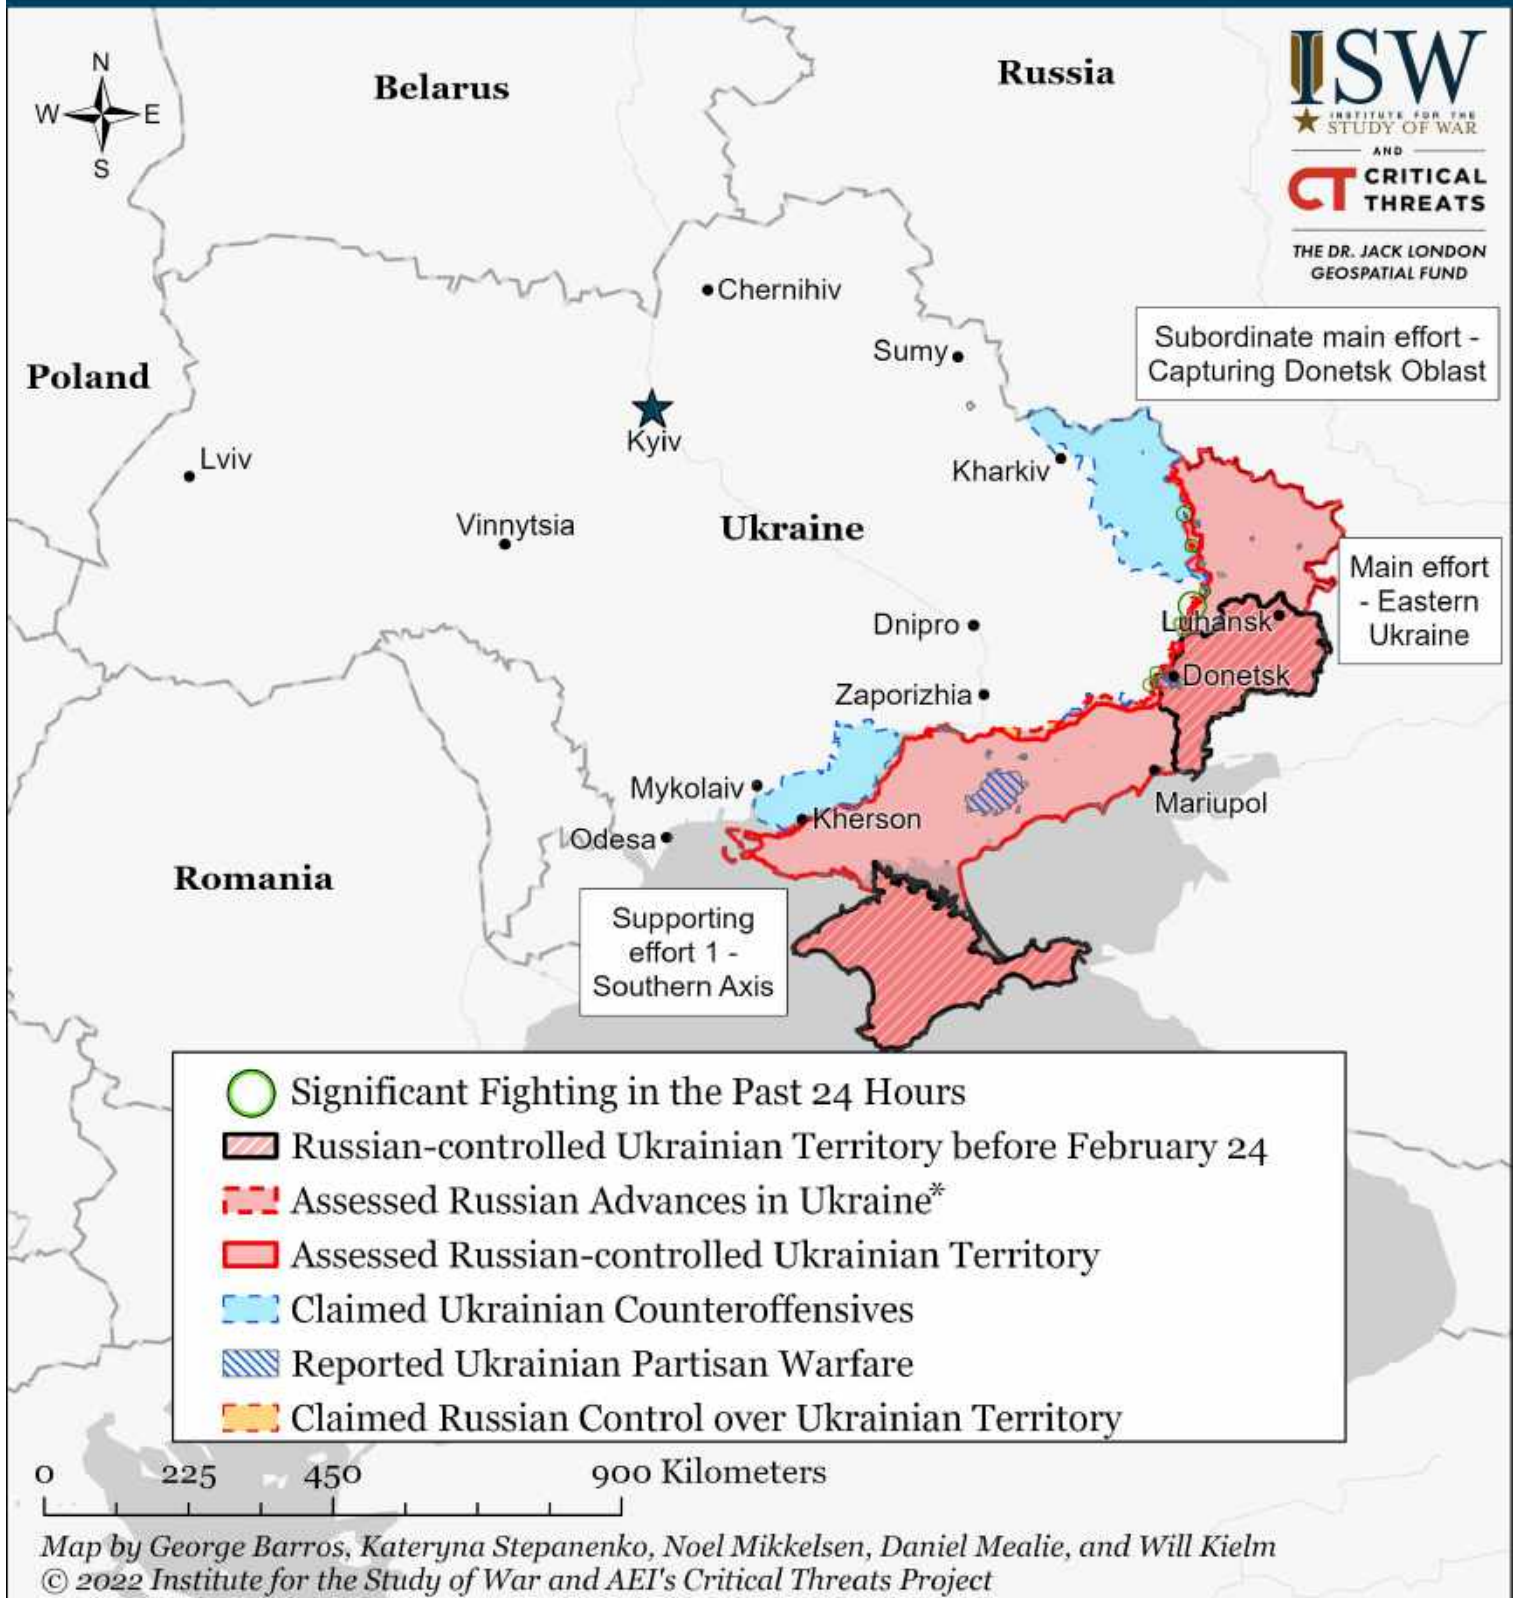 N
W E
S
Belarus
Russia
ISW
INSTITUTE FOR THE
STUDY OF WAR
AND
CT CRITICAL
THREATS
THE DR. JACK LONDON
GEOSPATIAL FUND
Chernihiv
Subordinate main effort -
Capturing Donetsk Oblast
Sumy
Poland
Kyiv
Lviv
Kharkiv
Vinnytsia
Ukraine
Main effort
- Eastern
Ukraine
Dnipro
Luhansk
Donetsk
Zaporizhia
Mykolaiv
Mariupol
Kherson
Odesa
Romania
Supporting
effort 1 -
Southern Axis
Significant Fighting in the Past 24 Hours
Russian-controlled Ukrainian Territory before February 24
Assessed Russian Advances in Ukraine*
Assessed Russian-controlled Ukrainian Territory
Claimed Ukrainian Counteroffensives
Reported Ukrainian Partisan Warfare
Claimed Russian Control over Ukrainian Territory
0 225 450 900 Kilometers
Map by George Barros, Kateryna Stepanenko, Noel Mikkelsen, Daniel Mealie, and Will Kielm
© 2022 Institute for the Study of War and AEI's Critical Threats Project